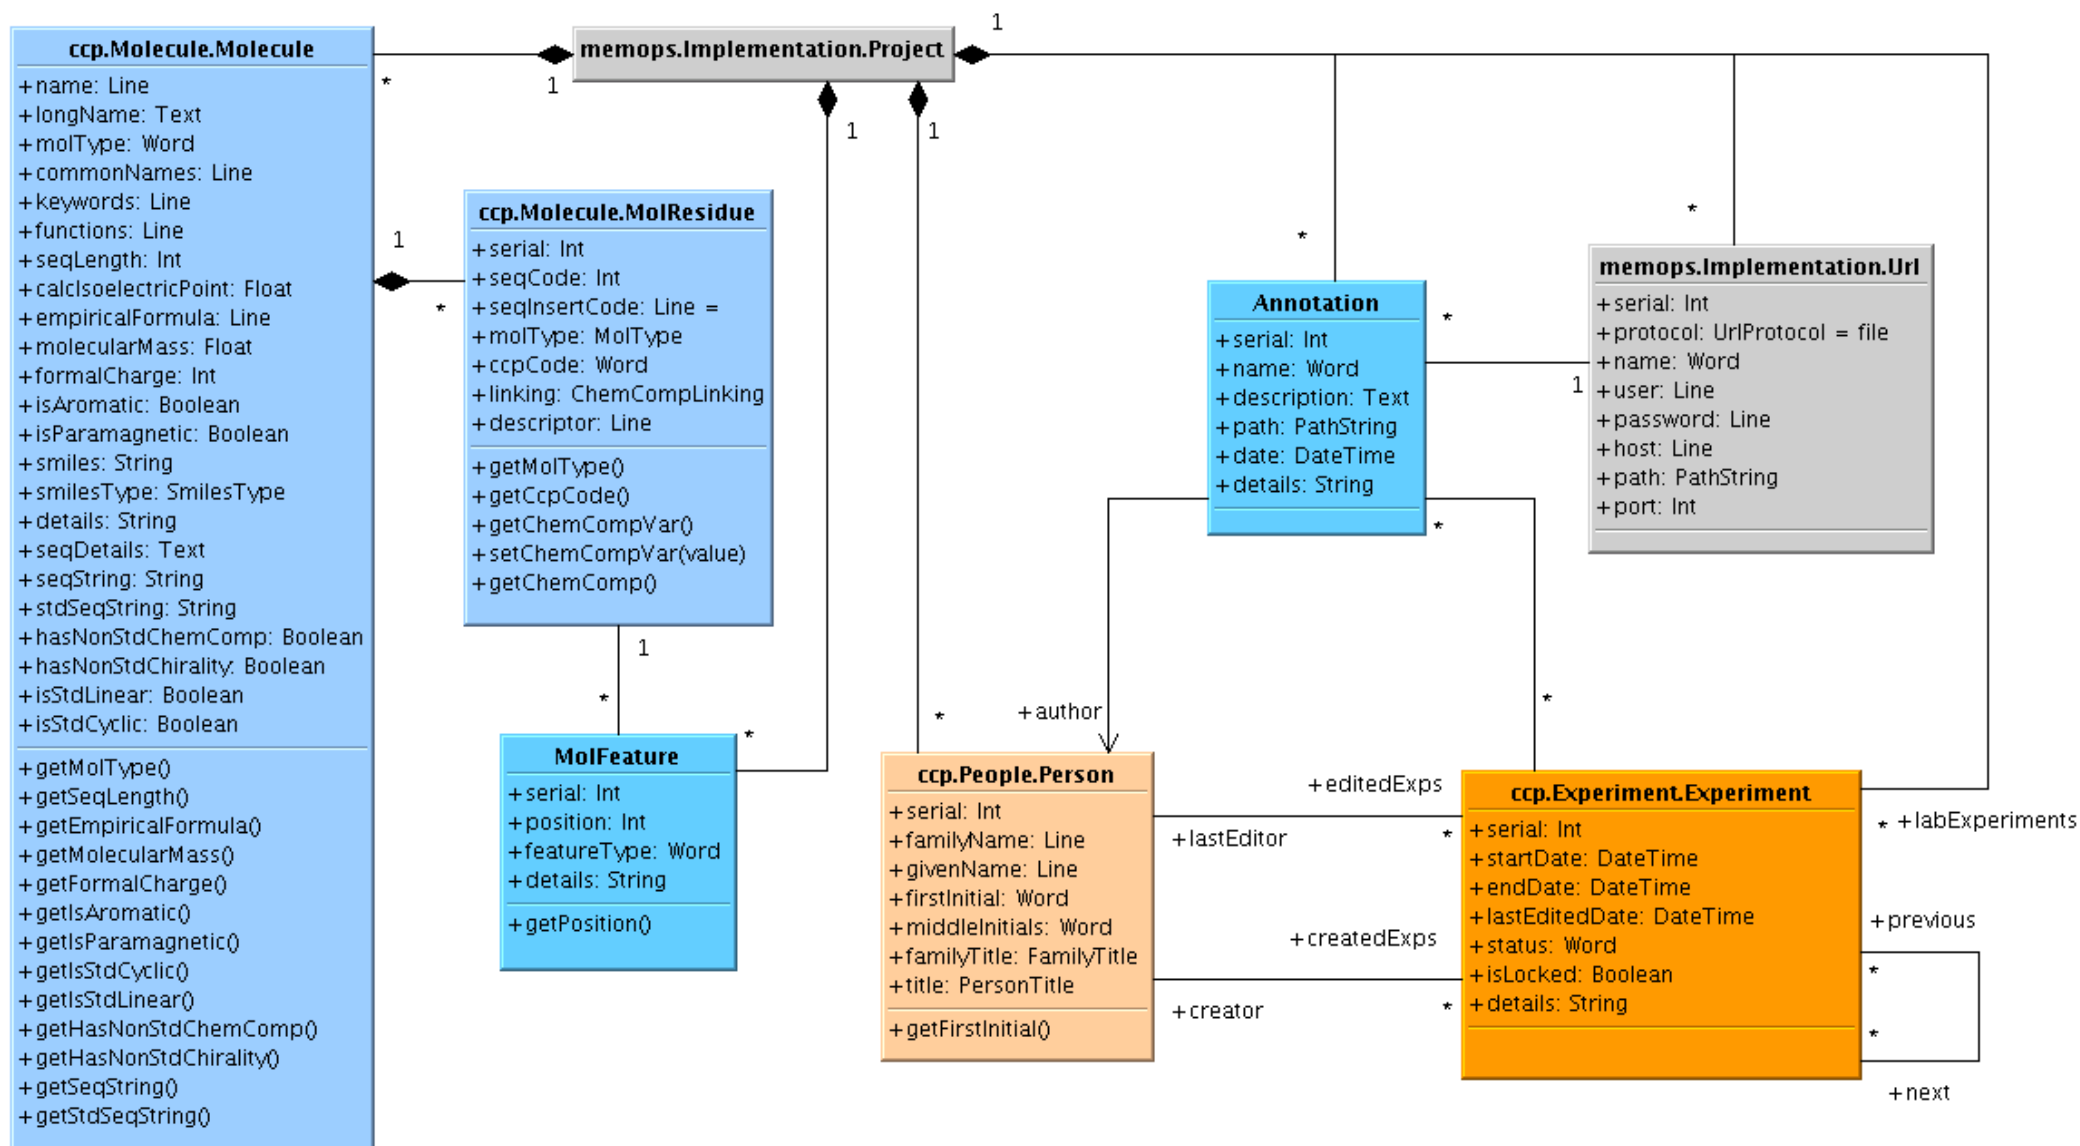 ccp.Molecule.Molecule
+name: Line
+longName: Text
+molType: Word
+commonNames: Line
+keywords: Line
+functions: Line
+seqLength: Int
+calcIsoelectricPoint: Float
+empiricalFormula: Line
+molecularMass: Float
+formalCharge: Int
+isAromatic: Boolean
+isParamagnetic: Boolean
+smiles: String
+smilesType: SmilesType
+details: String
+seqDetails: Text
+seqString: String
+stdSeqString: String
+hasNonStdChemComp: Boolean
+hasNonStdChirality: Boolean
+isStdLinear: Boolean
+isStdCyclic: Boolean
+getMolType()
+getSeqLength()
+getEmpiricalFormula()
+getMolecularMass()
+getFormalCharge()
+getIsAromatic()
+getIsParamagnetic()
+getIsStdCyclic()
+getIsStdLinear()
+getHasNonStdChemComp()
+getHasNonStdChirality()
+getSeqString()
+getStdSeqString()
*
1
memops.Implementation.Project
1
1
1
1
*
ccp.Molecule.MolResidue
+serial: Int
+seqCode: Int
+seqInsertCode: Line =
+molType: MolType
+ccpCode: Word
+linking: ChemCompLinking
+descriptor: Line
+getMolType()
+getCcpCode()
+getChemCompVar()
+setChemCompVar(value)
+getChemComp()
1
*
*
MolFeature
+serial: Int
+position: Int
+featureType: Word
+details: String
+getPosition()
*
*
Annotation
+serial: Int
+name: Word
+description: Text
+path: PathString
+date: DateTime
+details: String
*
1
*
*
memops.Implementation.Url
+serial: Int
+protocol: UrlProtocol = file
+name: Word
+user: Line
+password: Line
+host: Line
+path: PathString
+port: Int
*
+author
*
ccp.People.Person
+serial: Int
+familyName: Line
+givenName: Line
+firstInitial: Word
+middleInitials: Word
+familyTitle: FamilyTitle
+title: PersonTitle
+getFirstInitial()
+editedExps
+lastEditor
*
+createdExps
+creator
*
ccp.Experiment.Experiment
+serial: Int
+startDate: DateTime
+endDate: DateTime
+lastEditedDate: DateTime
+status: Word
+isLocked: Boolean
+details: String
* +labExperiments
+previous
*
*
+next